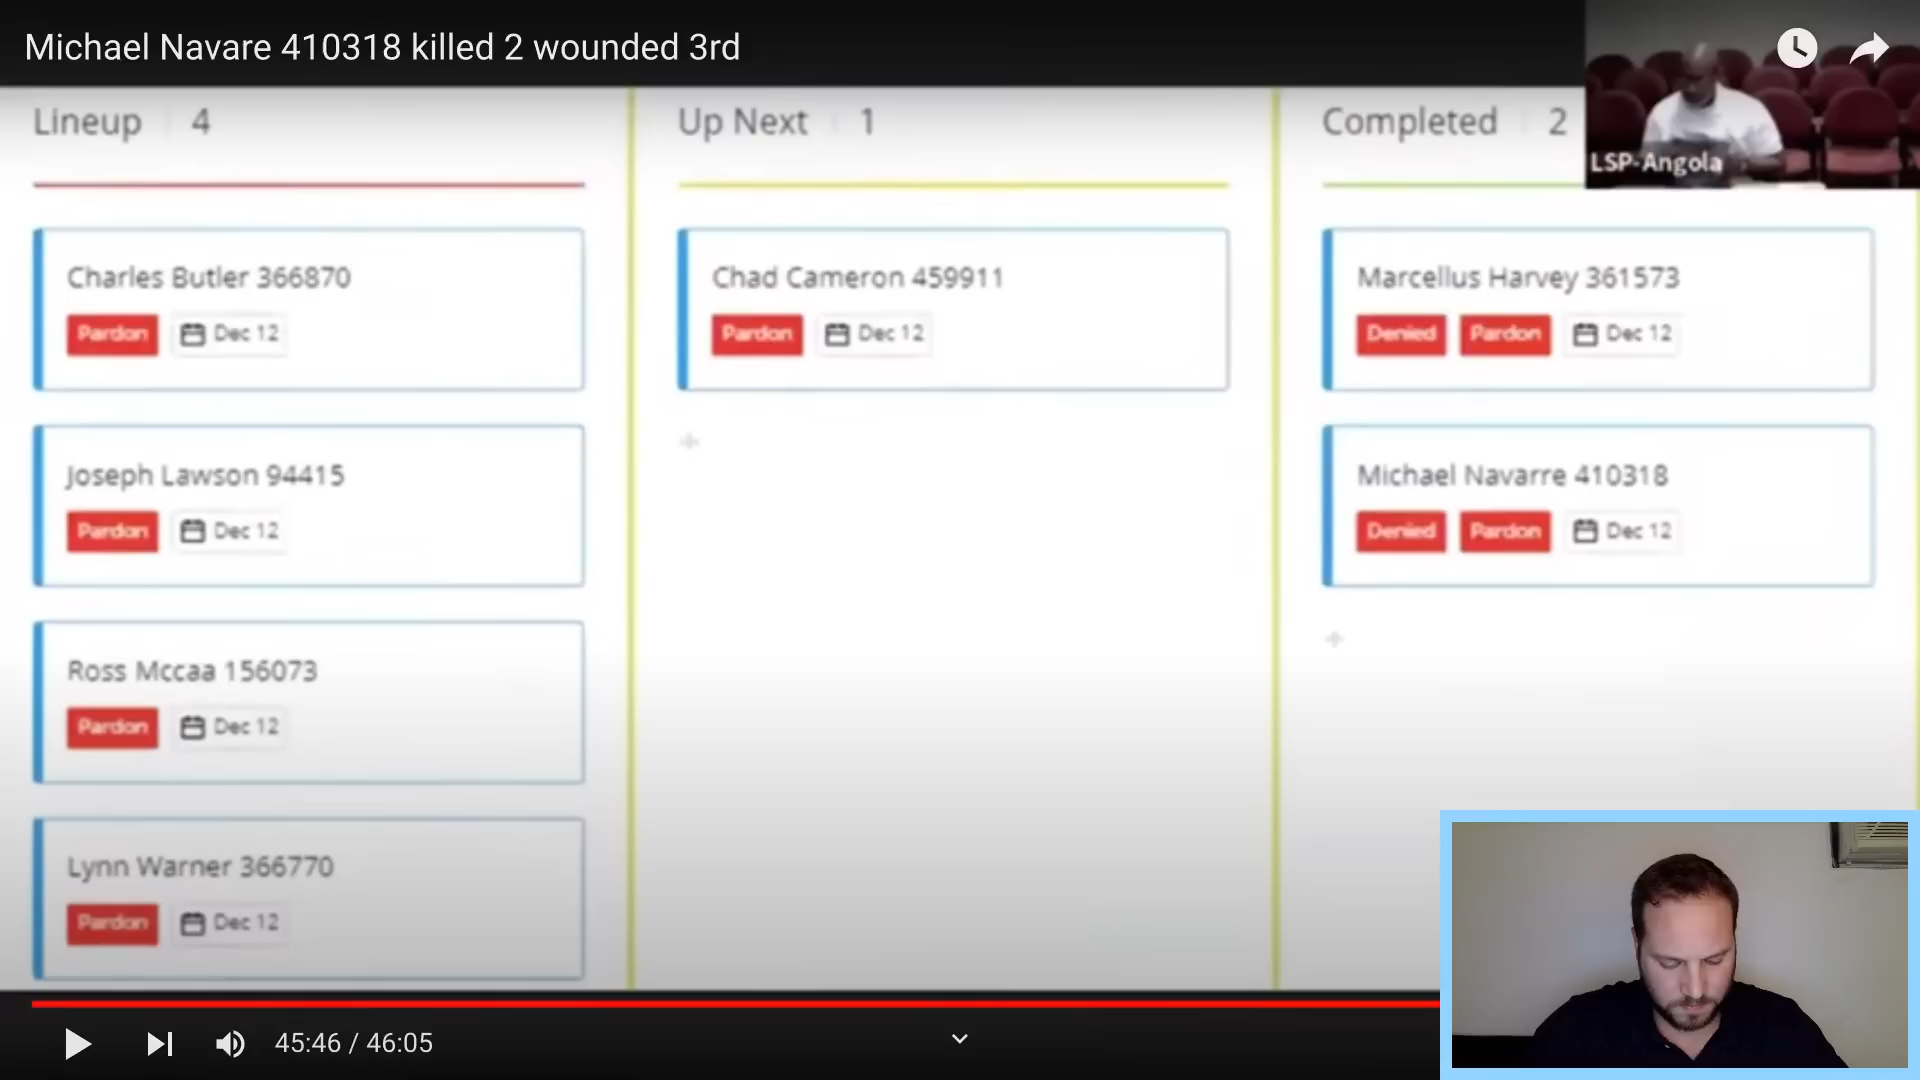 Michael Navare 410318 killed 2 wounded 3rd
LSP-Angola
Lineup 4
Charles Butler 366870
Pardon Dec 12
Joseph Lawson 94415
Pardon Dec 12
Ross Mccaa 156073
Pardon Dec 12
Lynn Warner 366770
Pardon Dec 12
Up Next 1
Chad Cameron 459911
Pardon Dec 12
Completed 2
Marcellus Harvey 361573
Denied Pardon Dec 12
Michael Navarre 410318
Denied Pardon Dec 12
45:46 / 46:05